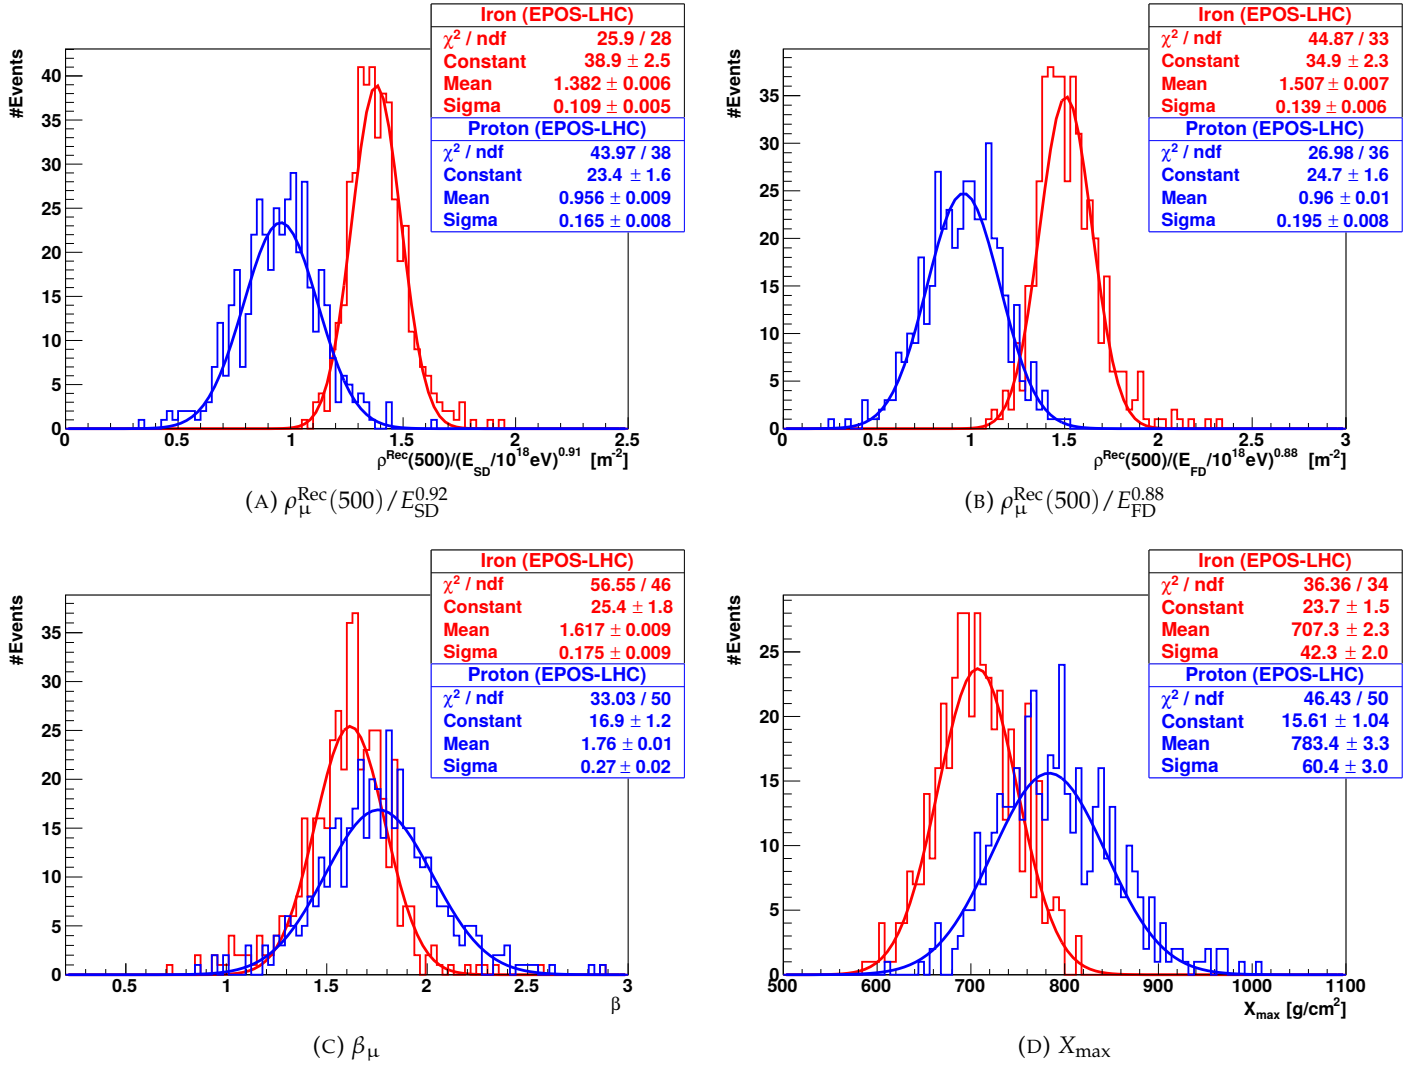 Iron (EPOS-LHC)
χ² / ndf 25.9 / 28
Constant 38.9 ± 2.5
Mean 1.382 ± 0.006
Sigma 0.109 ± 0.005
Proton (EPOS-LHC)
χ² / ndf 43.97 / 38
Constant 23.4 ± 1.6
Mean 0.956 ± 0.009
Sigma 0.165 ± 0.008
#Events
40
35
30
25
20
15
10
5
0
0 0.5 1 1.5 2 2.5
ρ^Rec(500)/(E_SD/10^18eV)^0.91 [m^-2]
(A) ρ_μ^Rec(500)/E_SD^0.92
Iron (EPOS-LHC)
χ² / ndf 44.87 / 33
Constant 34.9 ± 2.3
Mean 1.507 ± 0.007
Sigma 0.139 ± 0.006
Proton (EPOS-LHC)
χ² / ndf 26.98 / 36
Constant 24.7 ± 1.6
Mean 0.96 ± 0.01
Sigma 0.195 ± 0.008
#Events
35
30
25
20
15
10
5
0
0 0.5 1 1.5 2 2.5 3
ρ^Rec(500)/(E_FD/10^18eV)^0.88 [m^-2]
(B) ρ_μ^Rec(500)/E_FD^0.88
Iron (EPOS-LHC)
χ² / ndf 56.55 / 46
Constant 25.4 ± 1.8
Mean 1.617 ± 0.009
Sigma 0.175 ± 0.009
Proton (EPOS-LHC)
χ² / ndf 33.03 / 50
Constant 16.9 ± 1.2
Mean 1.76 ± 0.01
Sigma 0.27 ± 0.02
#Events
35
30
25
20
15
10
5
0
0.5 1 1.5 2 2.5 3
β
(C) β_μ
Iron (EPOS-LHC)
χ² / ndf 36.36 / 34
Constant 23.7 ± 1.5
Mean 707.3 ± 2.3
Sigma 42.3 ± 2.0
Proton (EPOS-LHC)
χ² / ndf 46.43 / 50
Constant 15.61 ± 1.04
Mean 783.4 ± 3.3
Sigma 60.4 ± 3.0
#Events
25
20
15
10
5
0
500 600 700 800 900 1000 1100
X_max [g/cm²]
(D) X_max